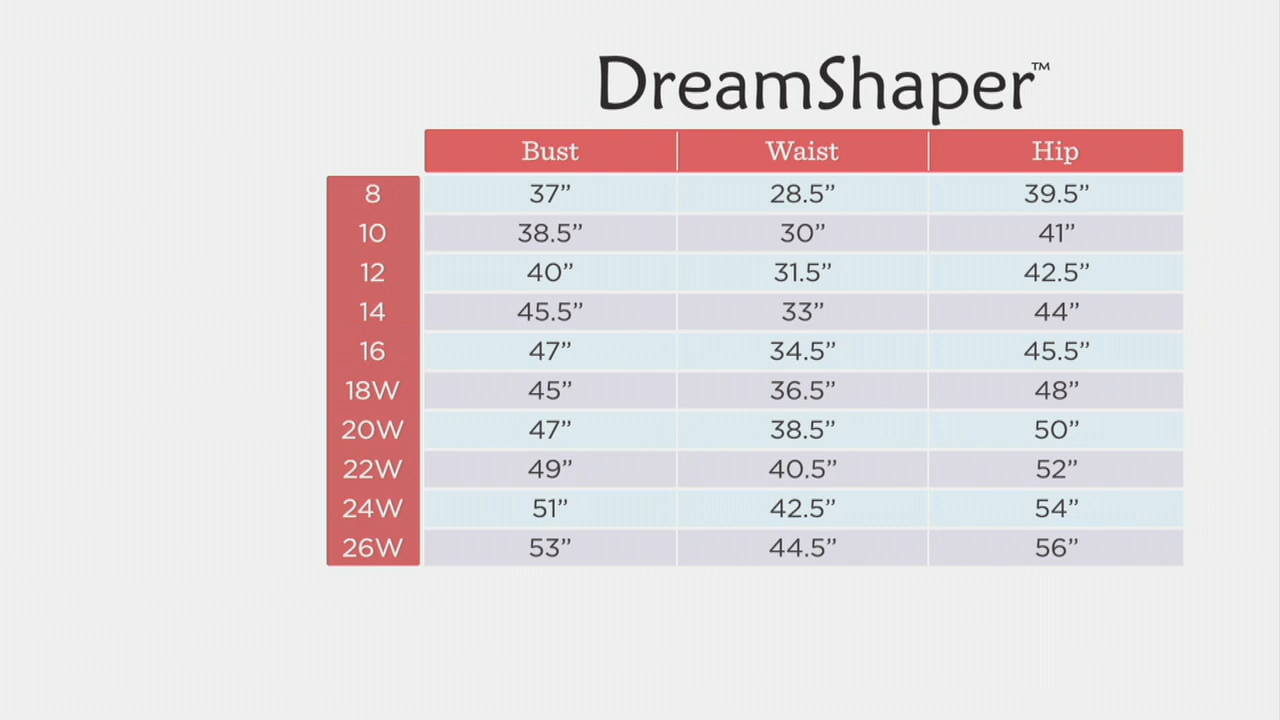 DreamShaper™
Bust Waist Hip
8 37” 28.5” 39.5”
10 38.5” 30” 41”
12 40” 31.5” 42.5”
14 45.5” 33” 44”
16 47” 34.5” 45.5”
18W 45” 36.5” 48”
20W 47” 38.5” 50”
22W 49” 40.5” 52”
24W 51” 42.5” 54”
26W 53” 44.5” 56”